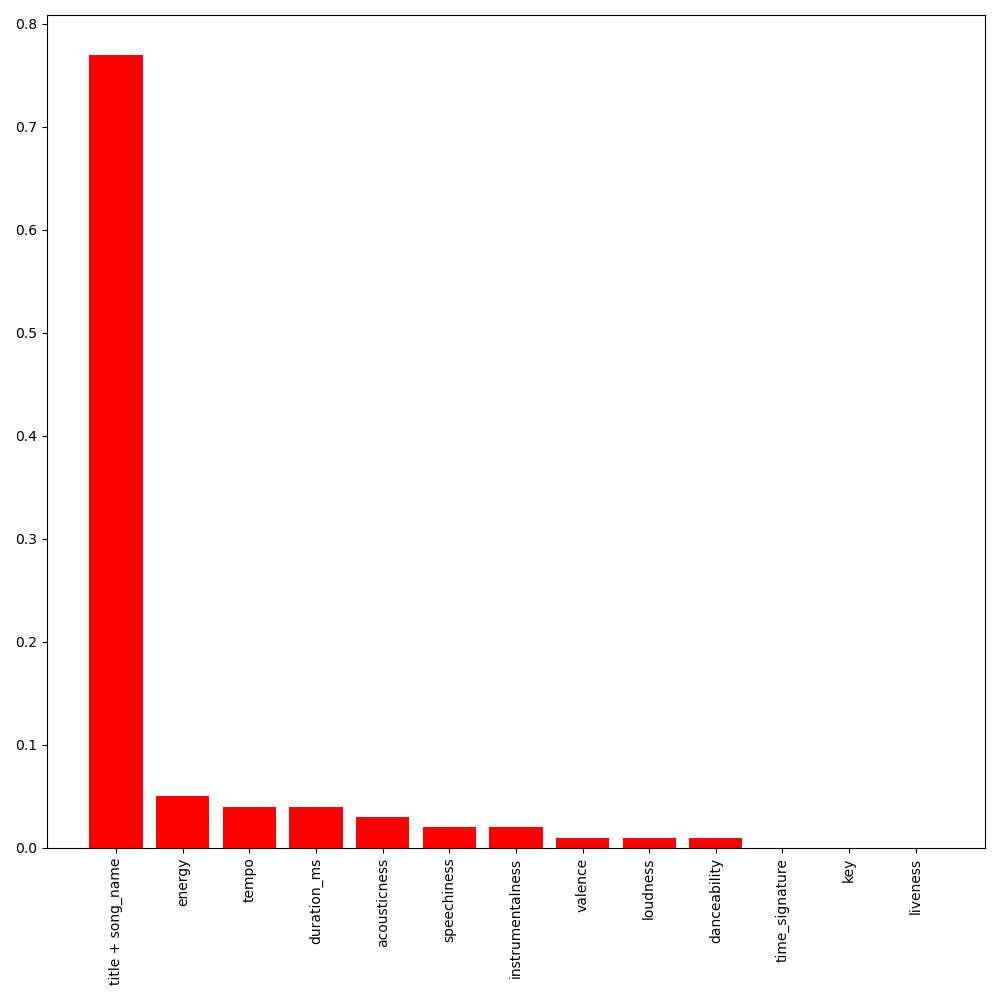 0.8
0.7
0.6
0.5
0.4
0.3
0.2
0.1
0.0
title + song_name
energy
tempo
duration_ms
acousticness
speechiness
instrumentalness
valence
loudness
danceability
time_signature
key
liveness